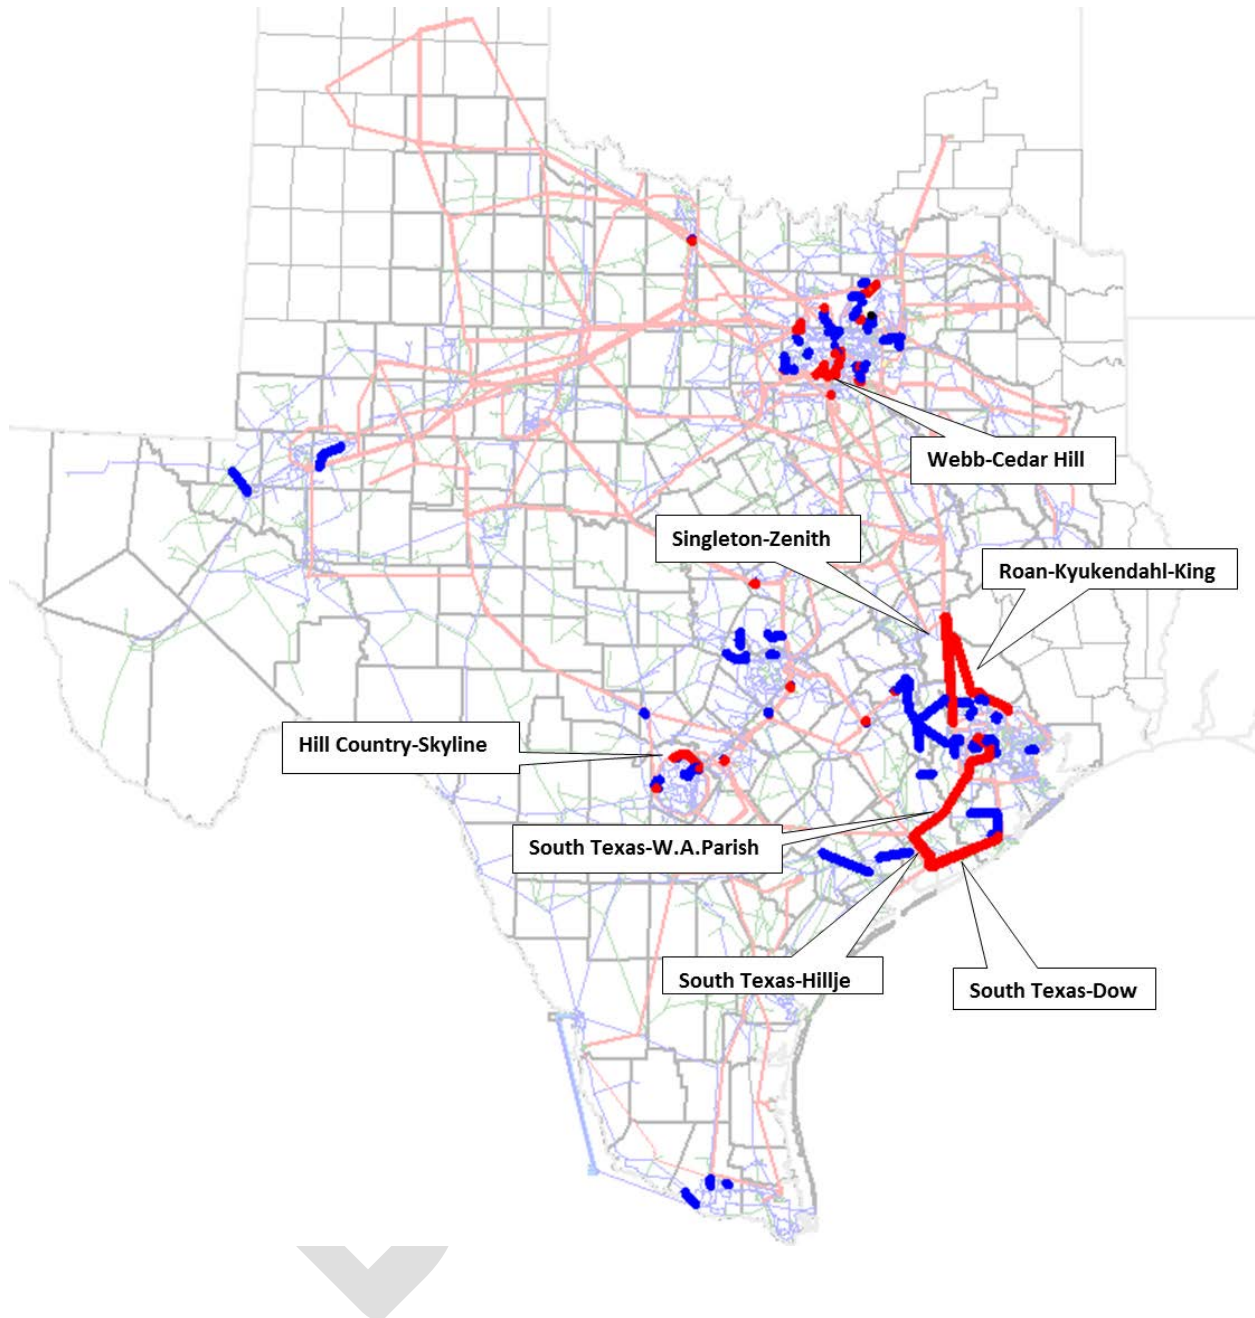 Webb-Cedar Hill
Singleton-Zenith
Roan-Kyukendahl-King
Hill Country-Skyline
South Texas-W.A.Parish
South Texas-Hillje
South Texas-Dow